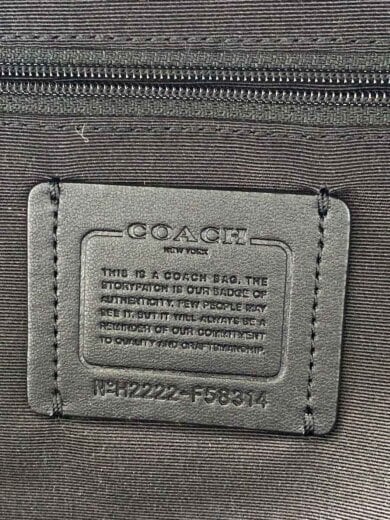 COACH
NEW YORK
THIS IS A COACH BAG. THE
STORYPATCH IS OUR BADGE OF
AUTHENTICITY. FEW PEOPLE MAY
SEE IT. BUT IT WILL ALWAYS BE A
REMINDER OF OUR COMMITMENT
TO QUALITY AND CRAFTSMANSHIP.
Nº H2222-F58314